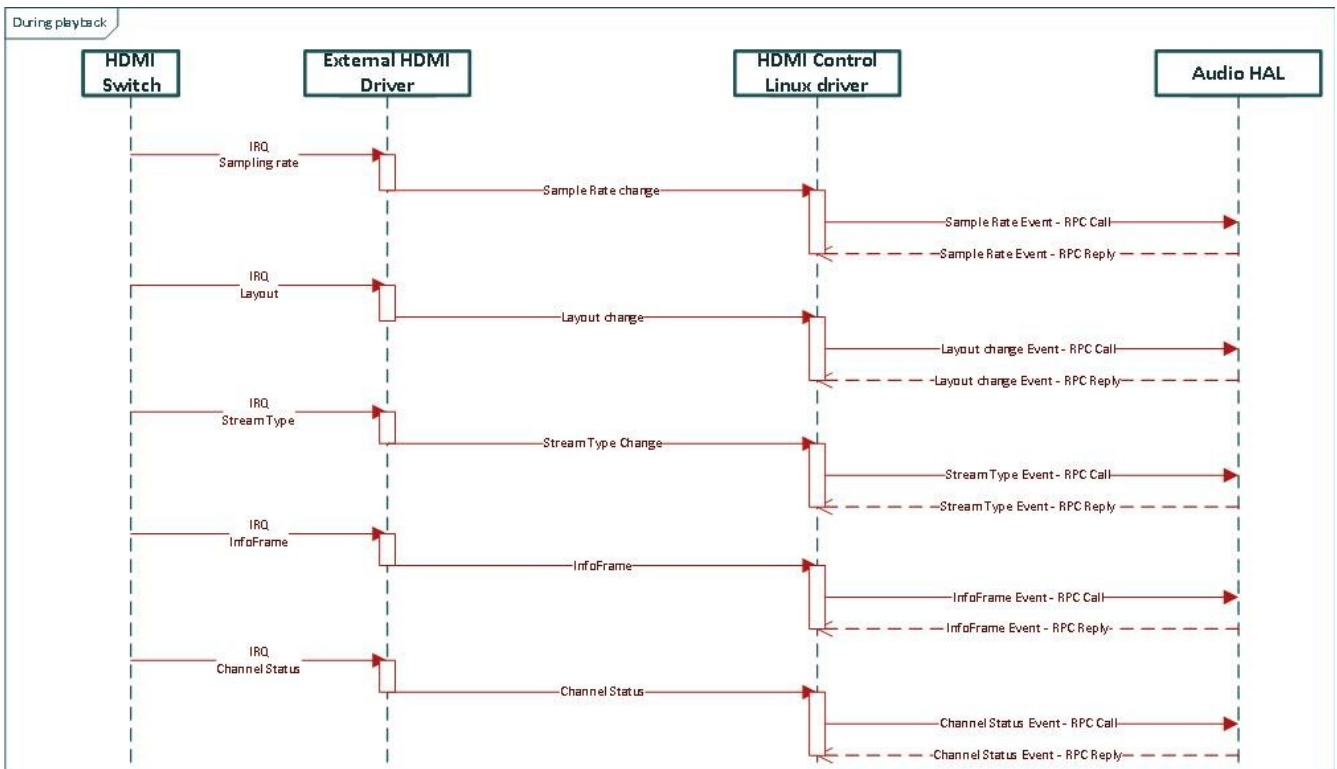 During playback
HDMI
Switch
External HDMI
Driver
HDMI Control
Linux driver
Audio HAL
IRQ
Sampling rate
Sample Rate change
Sample Rate Event - RPC Call
Sample Rate Event - RPC Reply
IRQ
Layout
Layout change
Layout change Event - RPC Call
Layout change Event - RPC Reply
IRQ
Stream Type
Stream Type Change
Stream Type Event - RPC Call
Stream Type Event - RPC Reply
IRQ
InfoFrame
InfoFrame
InfoFrame Event - RPC Call
InfoFrame Event - RPC Reply
IRQ
Channel Status
Channel Status
Channel Status Event - RPC Call
Channel Status Event - RPC Reply